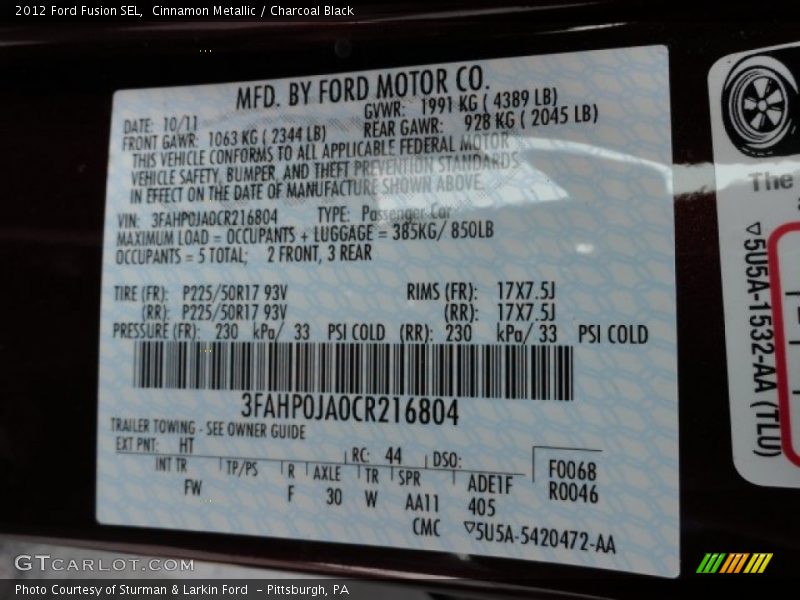 2012 Ford Fusion SEL,  Cinnamon Metallic / Charcoal Black
MFD. BY FORD MOTOR CO.
DATE: 10/11 GVWR: 1991 KG ( 4389 LB)
FRONT GAWR: 1063 KG ( 2344 LB) REAR GAWR: 928 KG ( 2045 LB)
THIS VEHICLE CONFORMS TO ALL APPLICABLE FEDERAL MOTOR
VEHICLE SAFETY, BUMPER, AND THEFT PREVENTION STANDARDS
IN EFFECT ON THE DATE OF MANUFACTURE SHOWN ABOVE.
VIN: 3FAHP0JA0CR216804 TYPE: Passenger Car
MAXIMUM LOAD = OCCUPANTS + LUGGAGE = 385KG/ 850LB
OCCUPANTS = 5 TOTAL; 2 FRONT, 3 REAR
TIRE (FR): P225/50R17 93V RIMS (FR): 17X7.5J
(RR): P225/50R17 93V (RR): 17X7.5J
PRESSURE (FR): 230 kPa/ 33 PSI COLD (RR): 230 kPa/ 33 PSI COLD
3FAHP0JA0CR216804
TRAILER TOWING - SEE OWNER GUIDE
EXT PNT: HT RC: 44 DSO: F0068
INT TR TP/PS R AXLE TR SPR ADE1F R0046
FW F 30 W AA11 405
CMC ▽5U5A-5420472-AA
The
▽5U5A-1532-AA (TLU)
GTCARLOT.COM
Photo Courtesy of Sturman & Larkin Ford  - Pittsburgh, PA